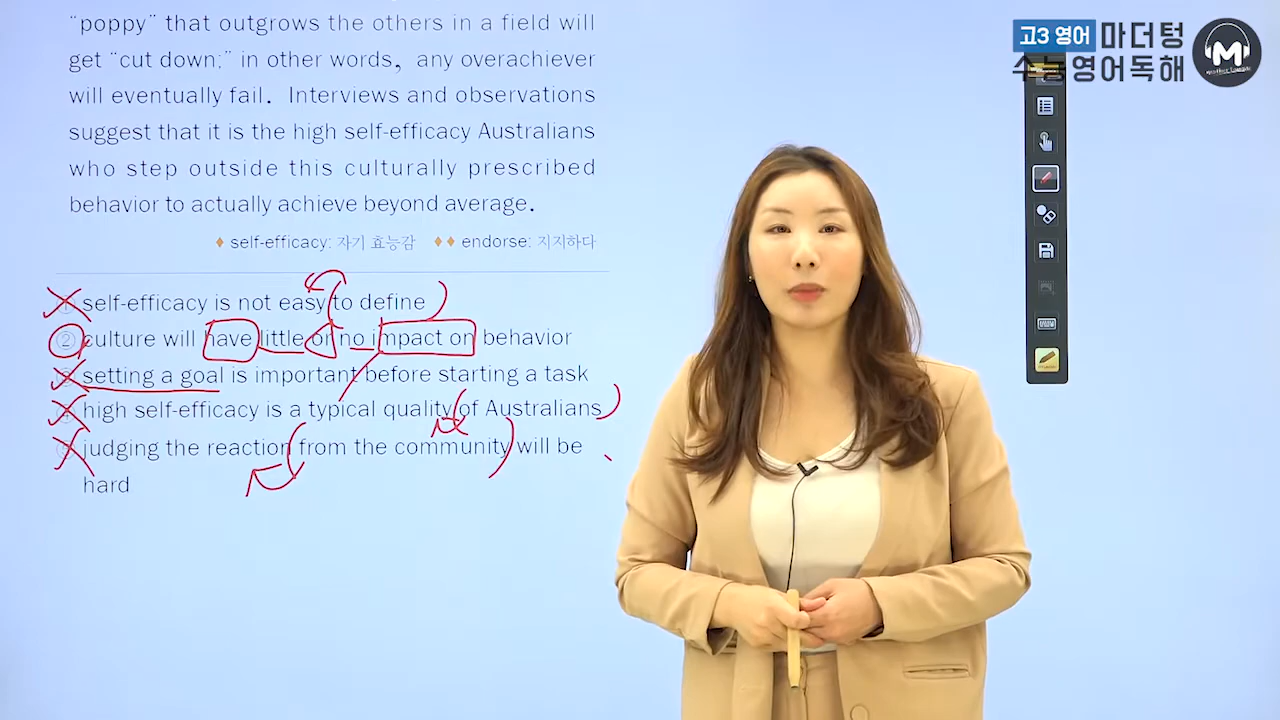 “poppy” that outgrows the others in a field will
get “cut down;” in other words, any overachiever
will eventually fail. Interviews and observations
suggest that it is the high self-efficacy Australians
who step outside this culturally prescribed
behavior to actually achieve beyond average.
♦ self-efficacy: 자기 효능감 ♦♦ endorse: 지지하다
① self-efficacy is not easy to define
② culture will have little or no impact on behavior
③ setting a goal is important before starting a task
④ high self-efficacy is a typical quality of Australians
⑤ judging the reaction from the community will be
hard
고3 영어 마더텅
수능영어독해
M